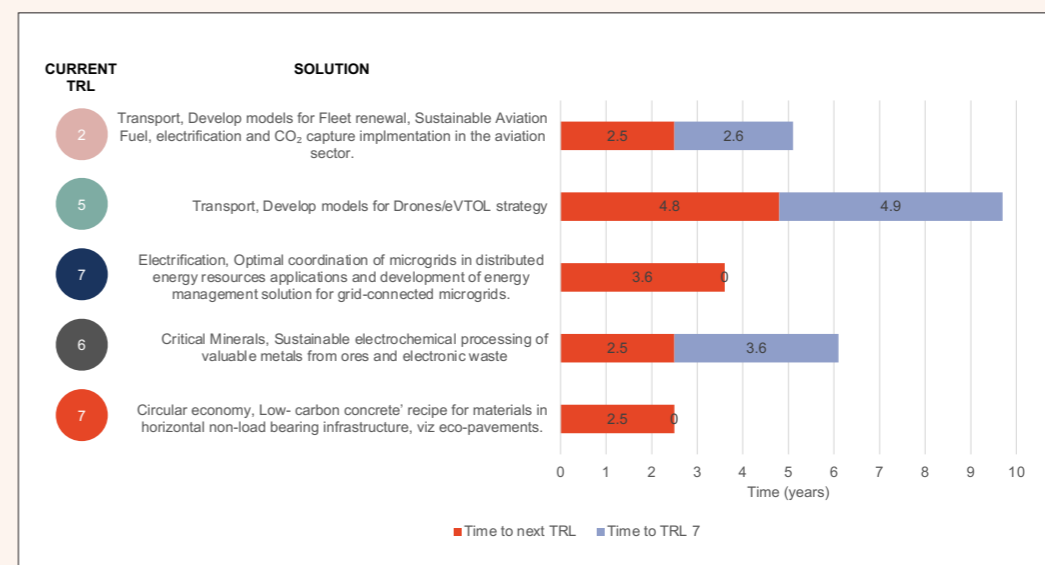 CURRENT
TRL
SOLUTION
2
Transport, Develop models for Fleet renewal, Sustainable Aviation
Fuel, electrification and CO₂ capture implmentation in the aviation
sector.
2.5
2.6
5
Transport, Develop models for Drones/eVTOL strategy
4.8
4.9
7
Electrification, Optimal coordination of microgrids in distributed
energy resources applications and development of energy
management solution for grid-connected microgrids.
3.6
0
6
Critical Minerals, Sustainable electrochemical processing of
valuable metals from ores and electronic waste
2.5
3.6
7
Circular economy, Low- carbon concrete’ recipe for materials in
horizontal non-load bearing infrastructure, viz eco-pavements.
2.5
0
0 1 2 3 4 5 6 7 8 9 10
Time (years)
Time to next TRL Time to TRL 7